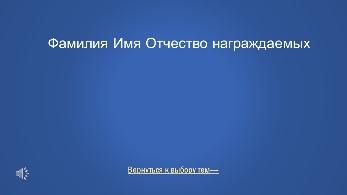 Фамилия Имя Отчество награждаемых
Вернуться к выбору тем—